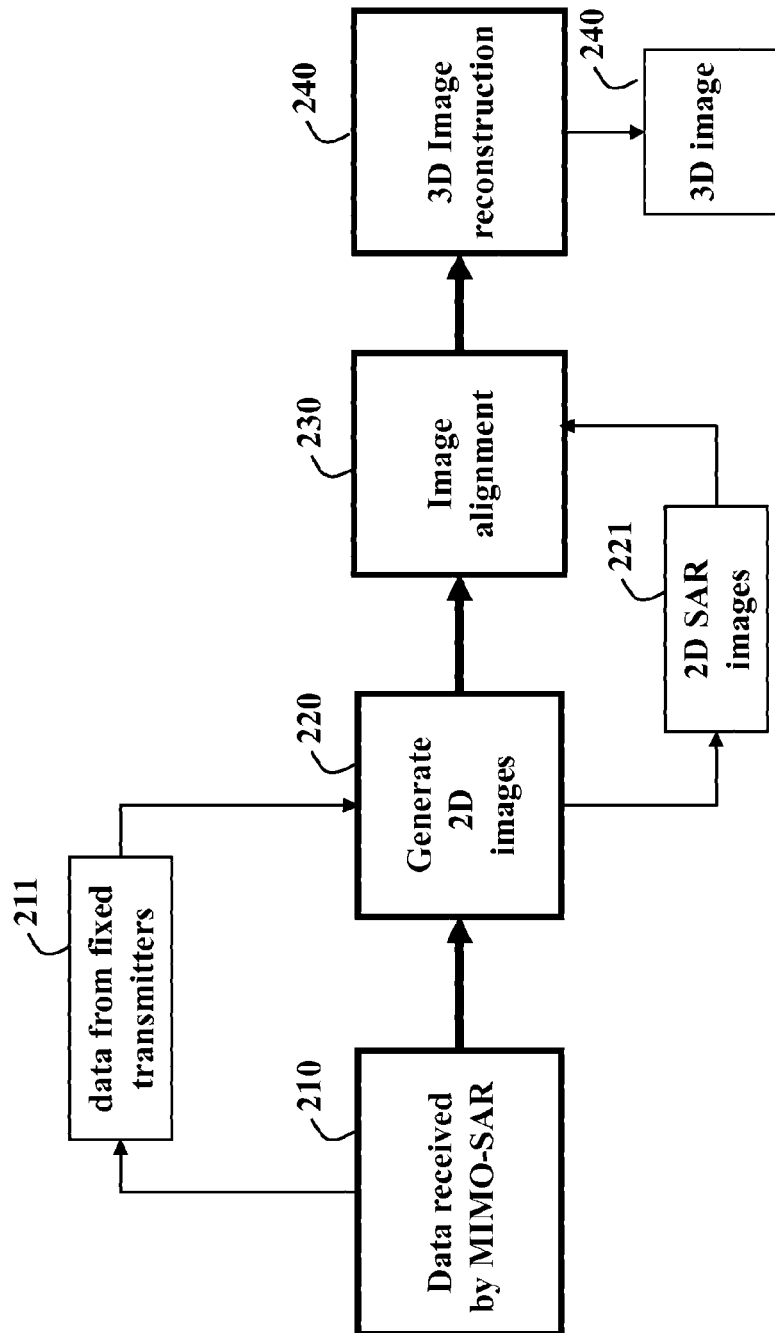 211
data from fixed
transmitters
210
Data received
by MIMO-SAR
220
Generate
2D
images
221
2D SAR
images
230
Image
alignment
240
3D Image
reconstruction
240
3D image